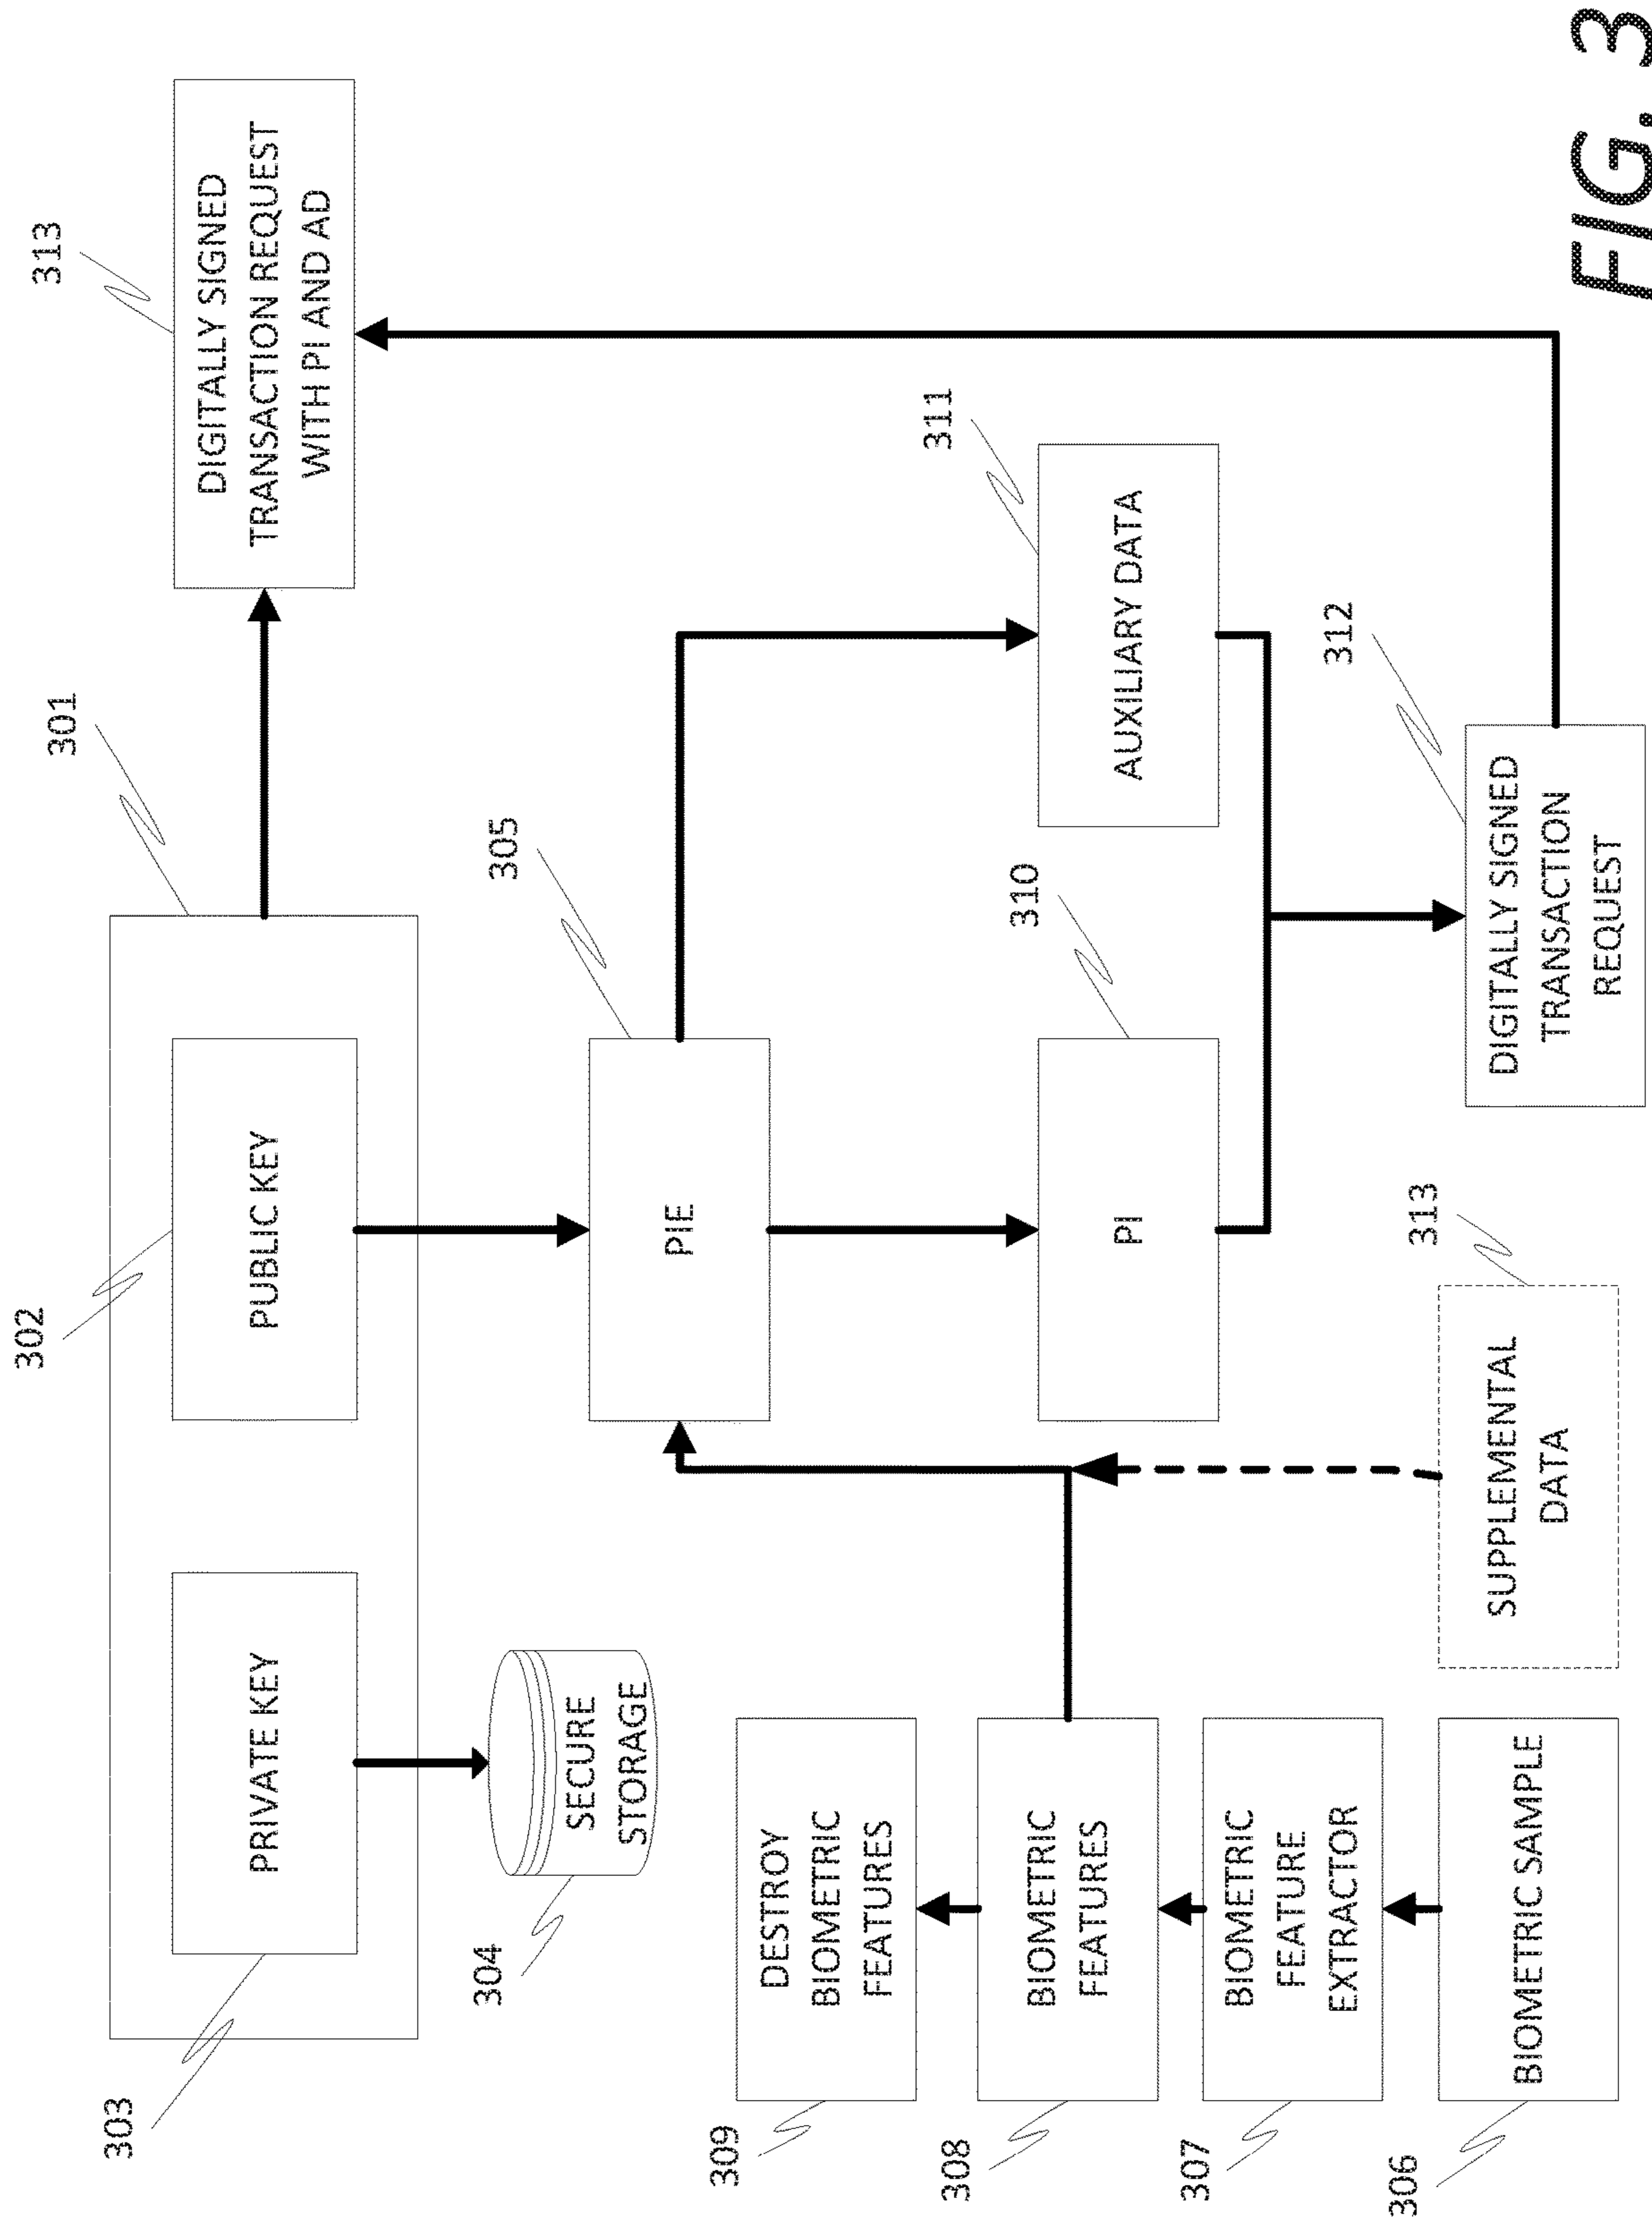 303
302
301
313
PRIVATE KEY
PUBLIC KEY
DIGITALLY SIGNED
TRANSACTION REQUEST
WITH PI AND AD
304
SECURE
STORAGE
305
PIE
309
DESTROY
BIOMETRIC
FEATURES
308
BIOMETRIC
FEATURES
310
PI
311
AUXILIARY DATA
307
BIOMETRIC
FEATURE
EXTRACTOR
306
BIOMETRIC SAMPLE
313
SUPPLEMENTAL
DATA
312
DIGITALLY SIGNED
TRANSACTION
REQUEST
FIG. 3